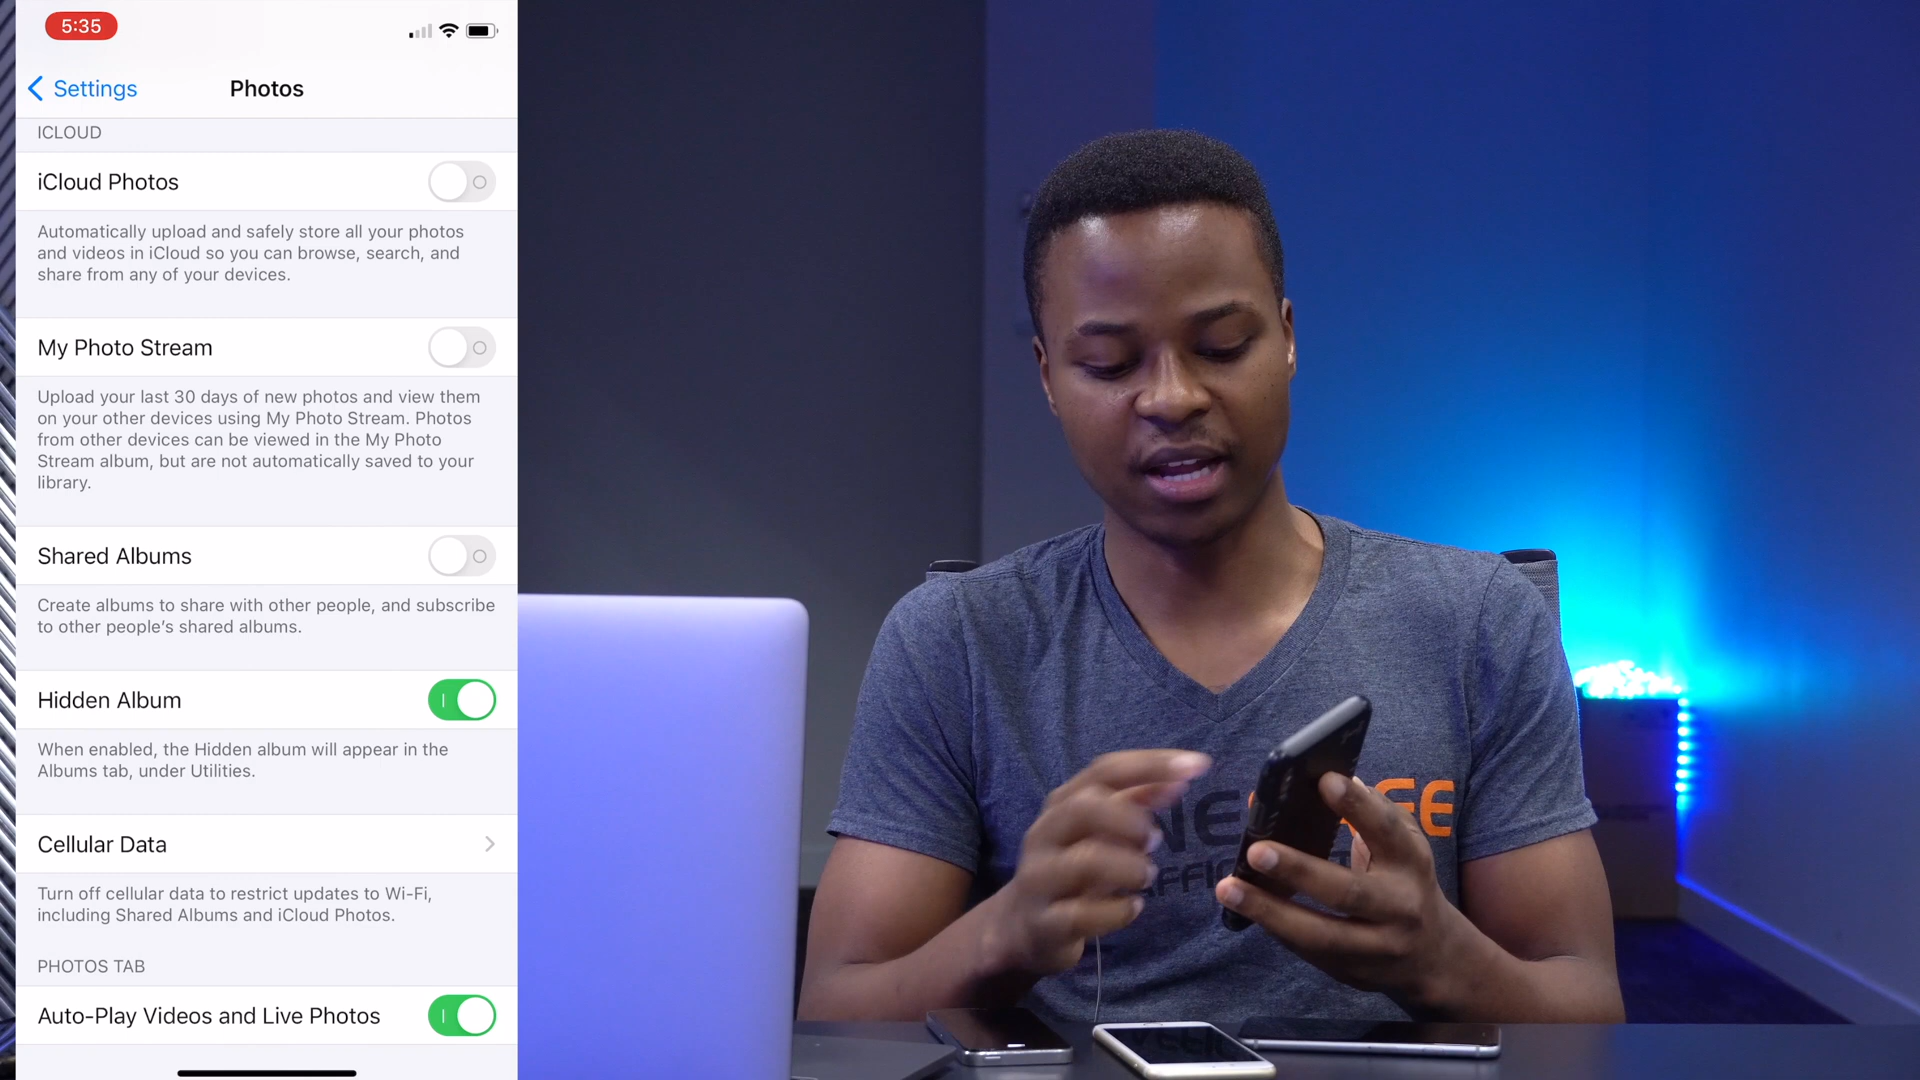 5:35
Settings
Photos
ICLOUD
iCloud Photos
Automatically upload and safely store all your photos
and videos in iCloud so you can browse, search, and
share from any of your devices.
My Photo Stream
Upload your last 30 days of new photos and view them
on your other devices using My Photo Stream. Photos
from other devices can be viewed in the My Photo
Stream album, but are not automatically saved to your
library.
Shared Albums
Create albums to share with other people, and subscribe
to other people’s shared albums.
Hidden Album
When enabled, the Hidden album will appear in the
Albums tab, under Utilities.
Cellular Data
Turn off cellular data to restrict updates to Wi-Fi,
including Shared Albums and iCloud Photos.
PHOTOS TAB
Auto-Play Videos and Live Photos